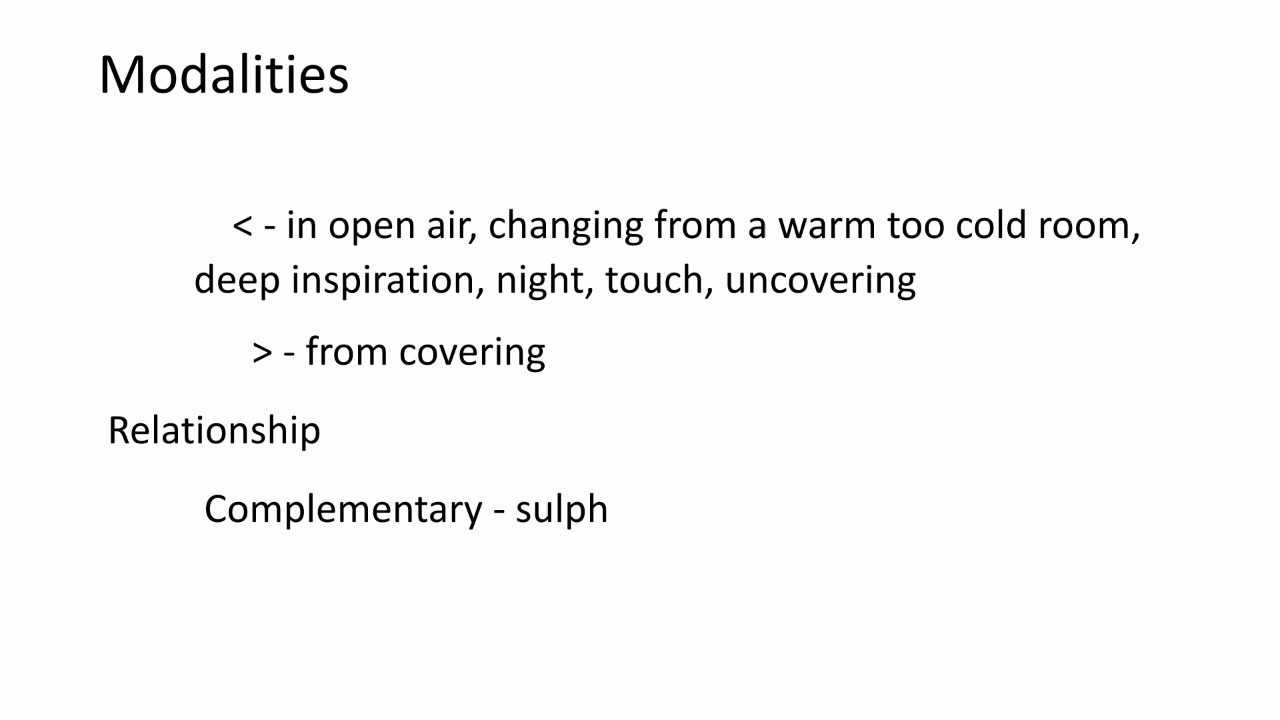 Modalities
< - in open air, changing from a warm too cold room,
deep inspiration, night, touch, uncovering
> - from covering
Relationship
Complementary - sulph